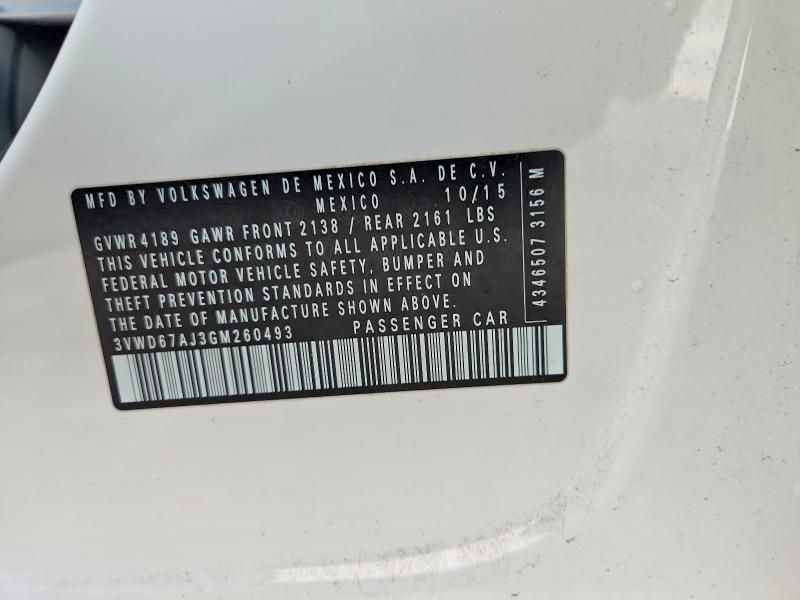 MFD BY VOLKSWAGEN DE MEXICO S.A. DE C.V.
MEXICO 10/15
GVWR 4189 GAWR FRONT 2138 / REAR 2161 LBS
THIS VEHICLE CONFORMS TO ALL APPLICABLE U.S.
FEDERAL MOTOR VEHICLE SAFETY, BUMPER AND
THEFT PREVENTION STANDARDS IN EFFECT ON
THE DATE OF MANUFACTURE SHOWN ABOVE.
3VWD67AJ3GM260493 PASSENGER CAR
4346507 3156 M